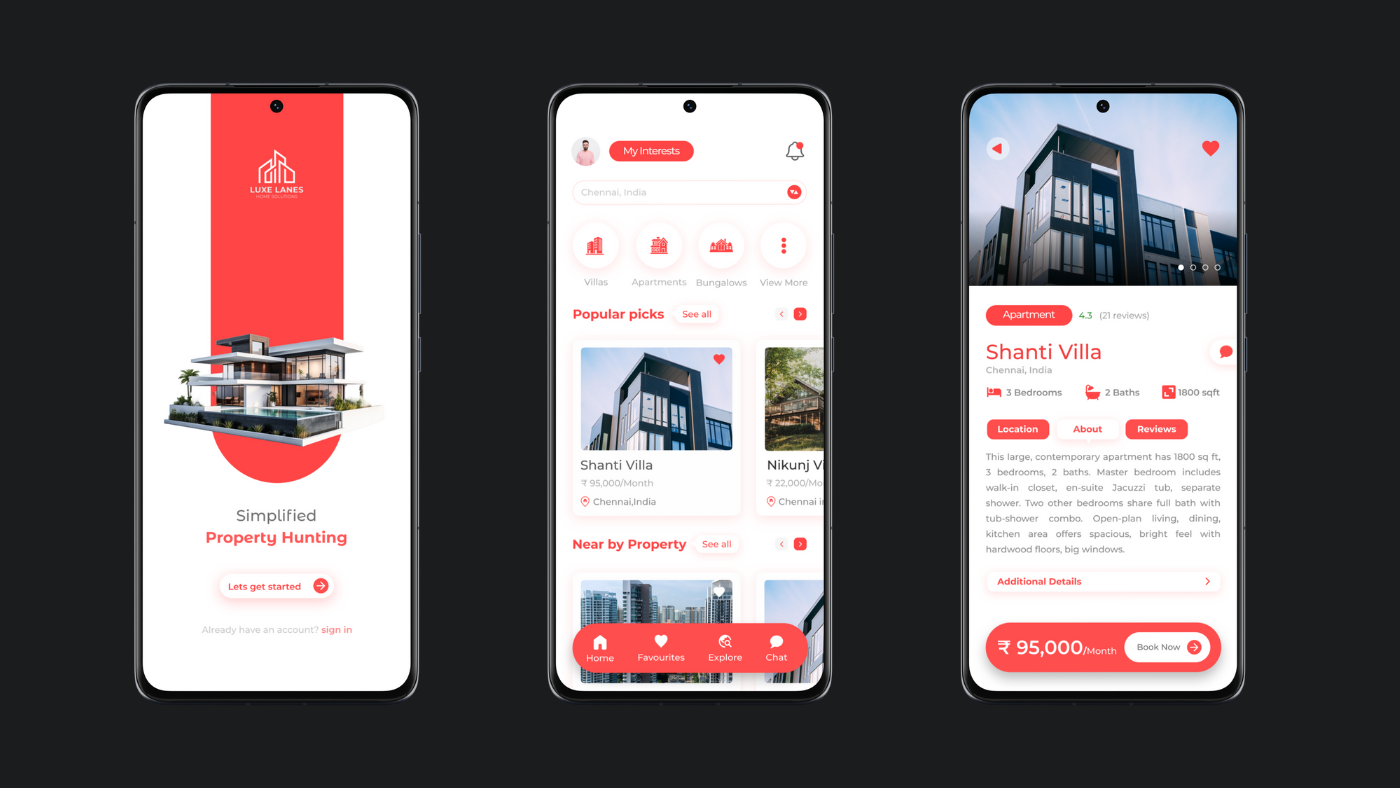 LUXE LANES
HOME SOLUTIONS
Simplified
Property Hunting
Lets get started
Already have an account? sign in
My Interests
Chennai, India
Villas
Apartments
Bungalows
View More
Popular picks
See all
Shanti Villa
₹ 95,000/Month
Chennai,India
Nikunj Vi
₹ 22,000/Mo
Chennai in
Near by Property
See all
Home
Favourites
Explore
Chat
Apartment
4.3 (21 reviews)
Shanti Villa
Chennai, India
3 Bedrooms
2 Baths
1800 sqft
Location
About
Reviews
This large, contemporary apartment has 1800 sq ft,
3 bedrooms, 2 baths. Master bedroom includes
walk-in closet, en-suite Jacuzzi tub, separate
shower. Two other bedrooms share full bath with
tub-shower combo. Open-plan living, dining,
kitchen area offers spacious, bright feel with
hardwood floors, big windows.
Additional Details
₹ 95,000/Month
Book Now